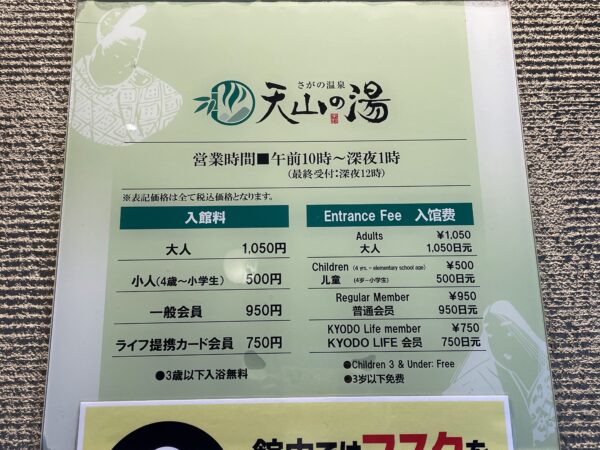 さがの温泉
天山の湯
営業時間■午前10時～深夜1時
(最終受付:深夜12時)
※表記価格は全て税込価格となります。
入館料
大人 1,050円
小人(4歳～小学生) 500円
一般会員 950円
ライフ提携カード会員 750円
●3歳以下入浴無料
Entrance Fee 入馆费
Adults ¥1,050
大人 1,050日元
Children (4 yrs. - elementary school age) ¥500
儿童 (4岁~小学生) 500日元
Regular Member ¥950
普通会员 950日元
KYODO Life member ¥750
KYODO LIFE 会员 750日元
●Children 3 & Under: Free
●3岁以下免费
館内ではマスクを